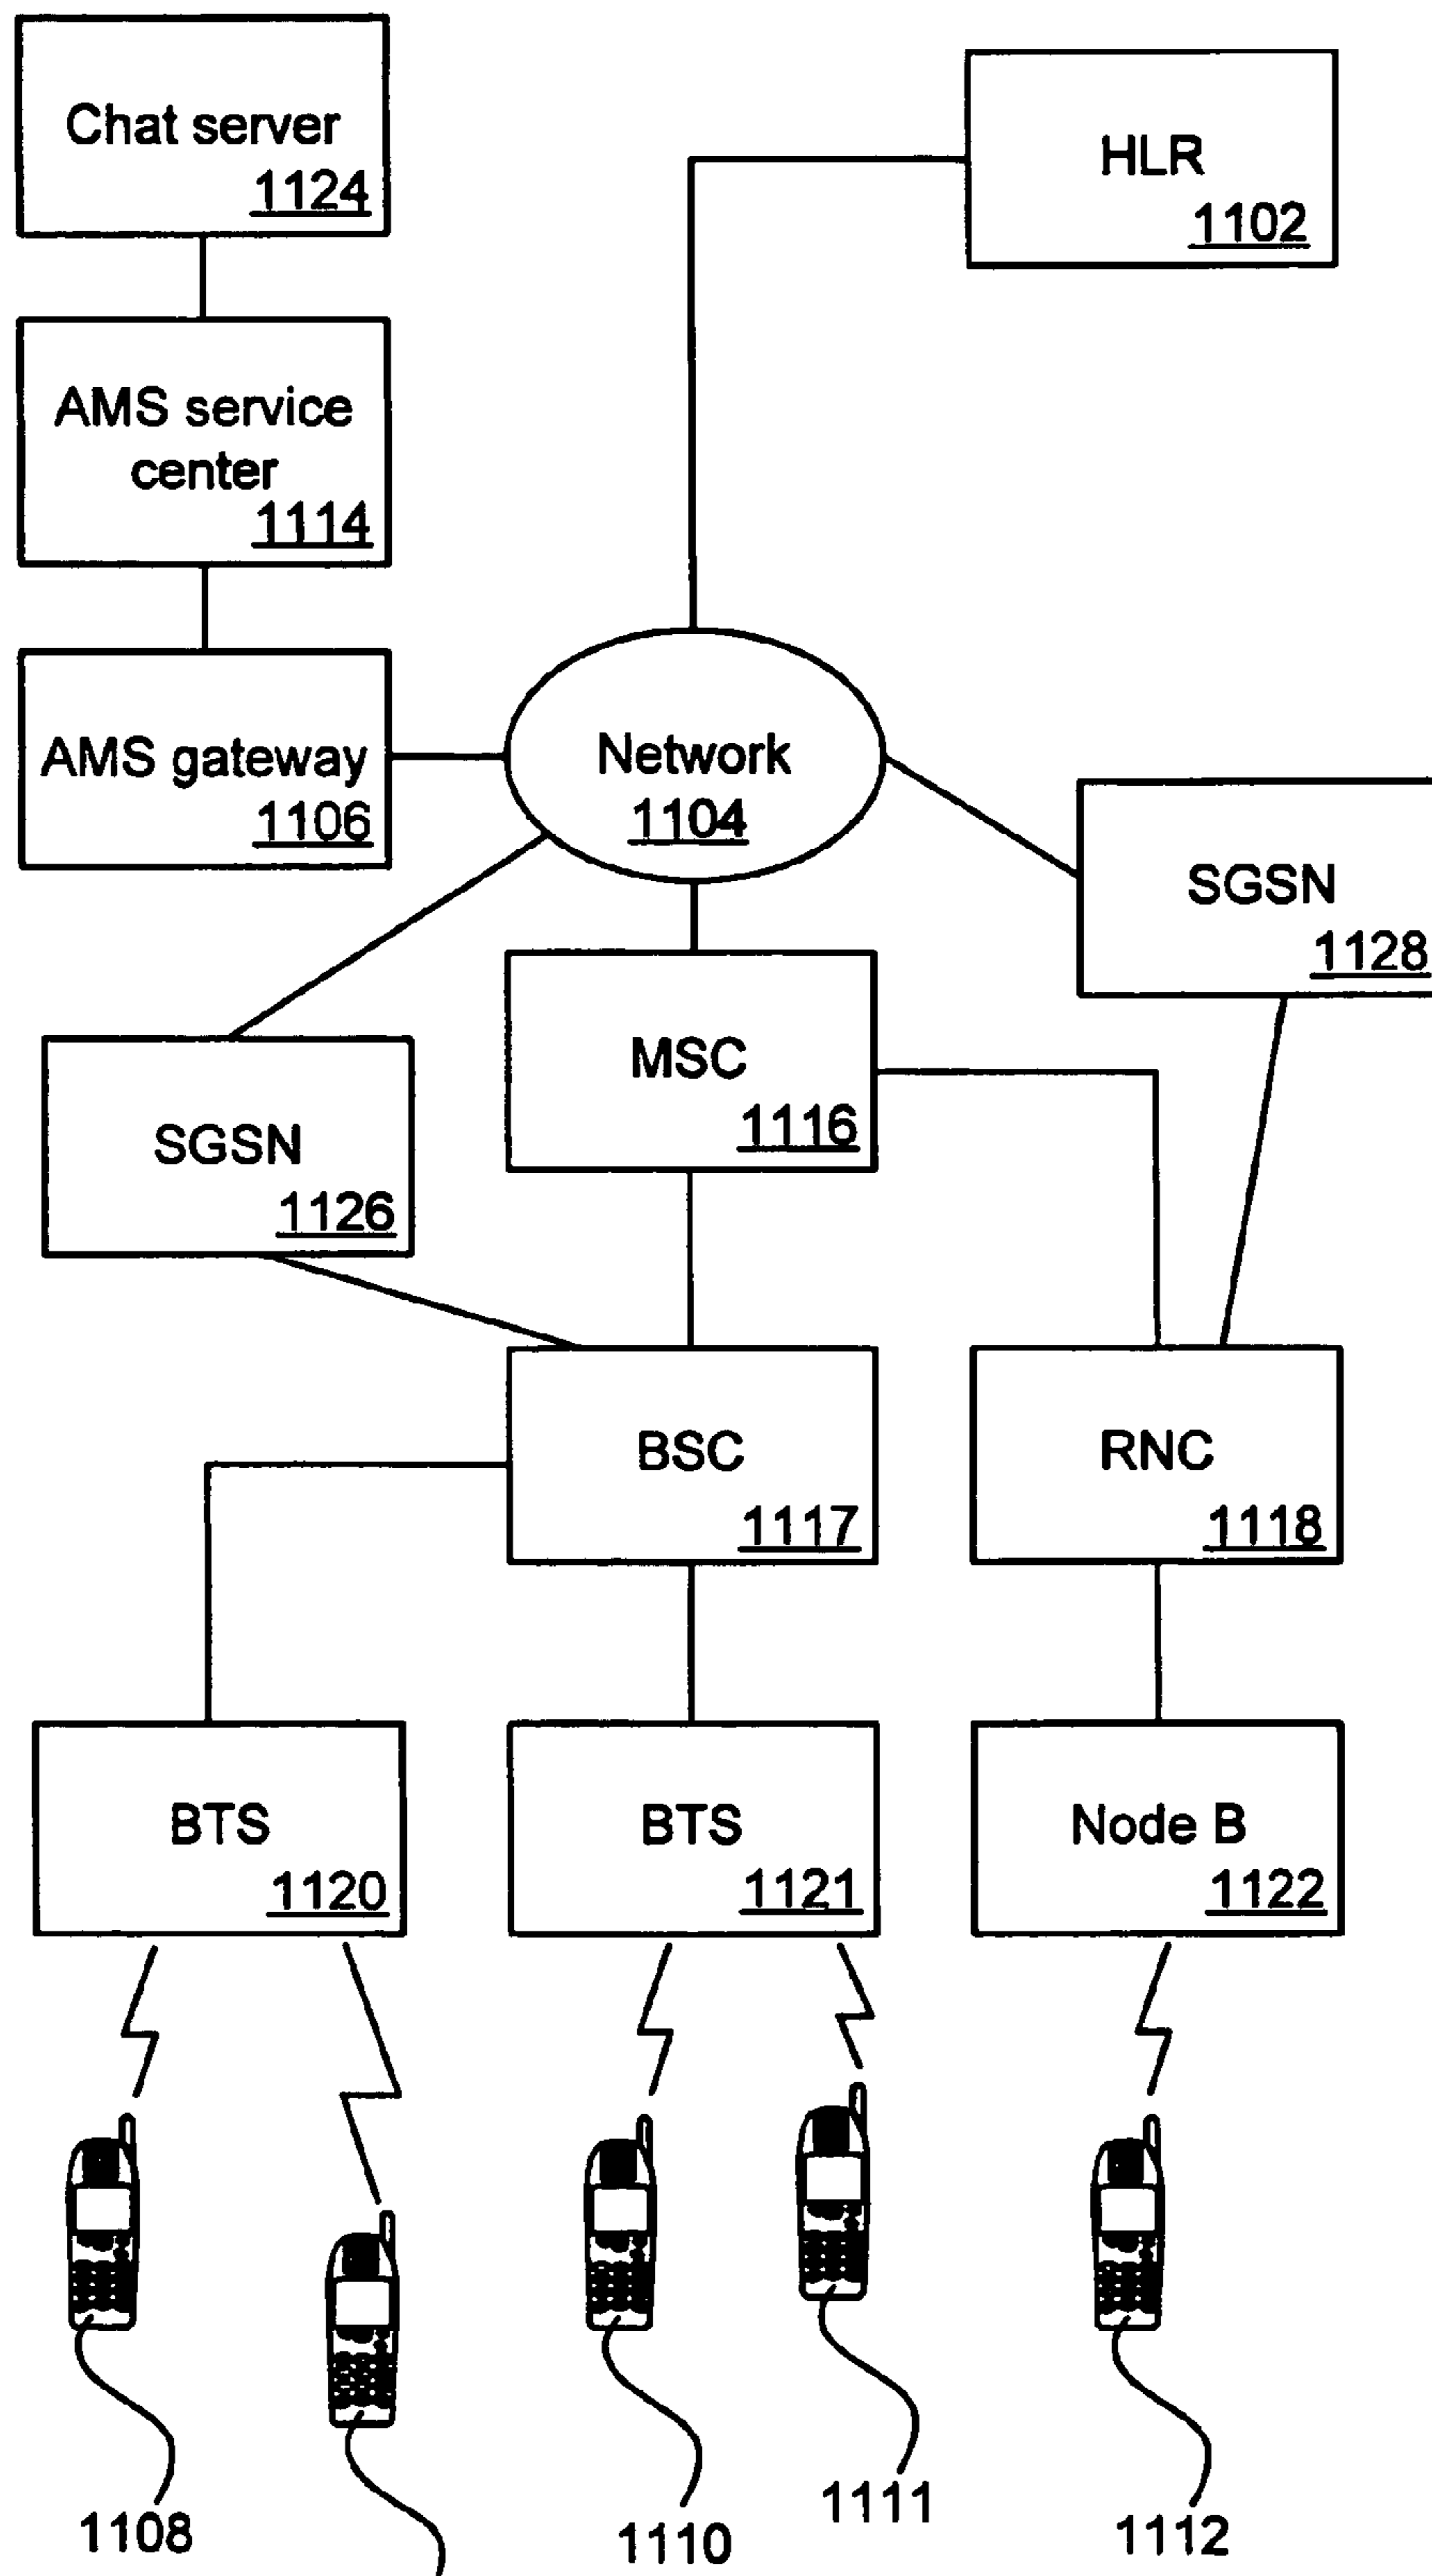 Chat server
1124
HLR
1102
AMS service
center
1114
AMS gateway
1106
Network
1104
SGSN
1128
MSC
1116
SGSN
1126
BSC
1117
RNC
1118
BTS
1120
BTS
1121
Node B
1122
1108
1110
1111
1112